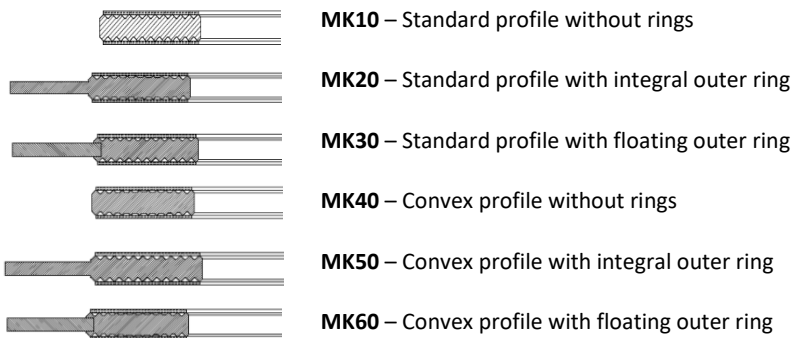 MK10 – Standard profile without rings
MK20 – Standard profile with integral outer ring
MK30 – Standard profile with floating outer ring
MK40 – Convex profile without rings
MK50 – Convex profile with integral outer ring
MK60 – Convex profile with floating outer ring